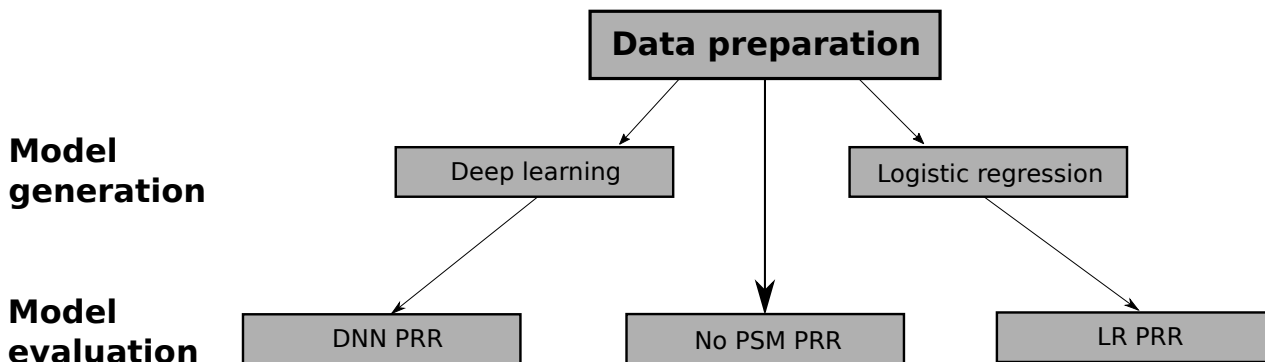 Data preparation
Model
generation
Deep learning
Logistic regression
Model
evaluation
DNN PRR
No PSM PRR
LR PRR